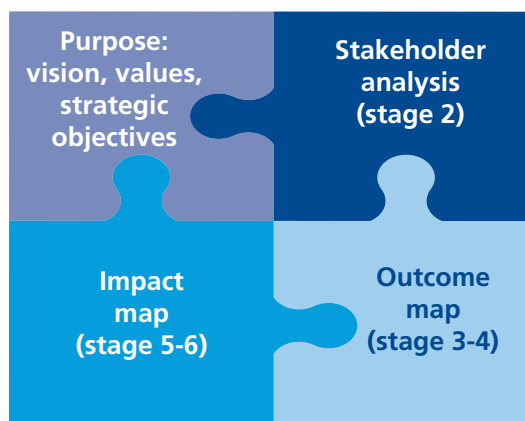 Purpose:
vision, values,
strategic
objectives
Stakeholder
analysis
(stage 2)
Impact
map
(stage 5-6)
Outcome
map
(stage 3-4)